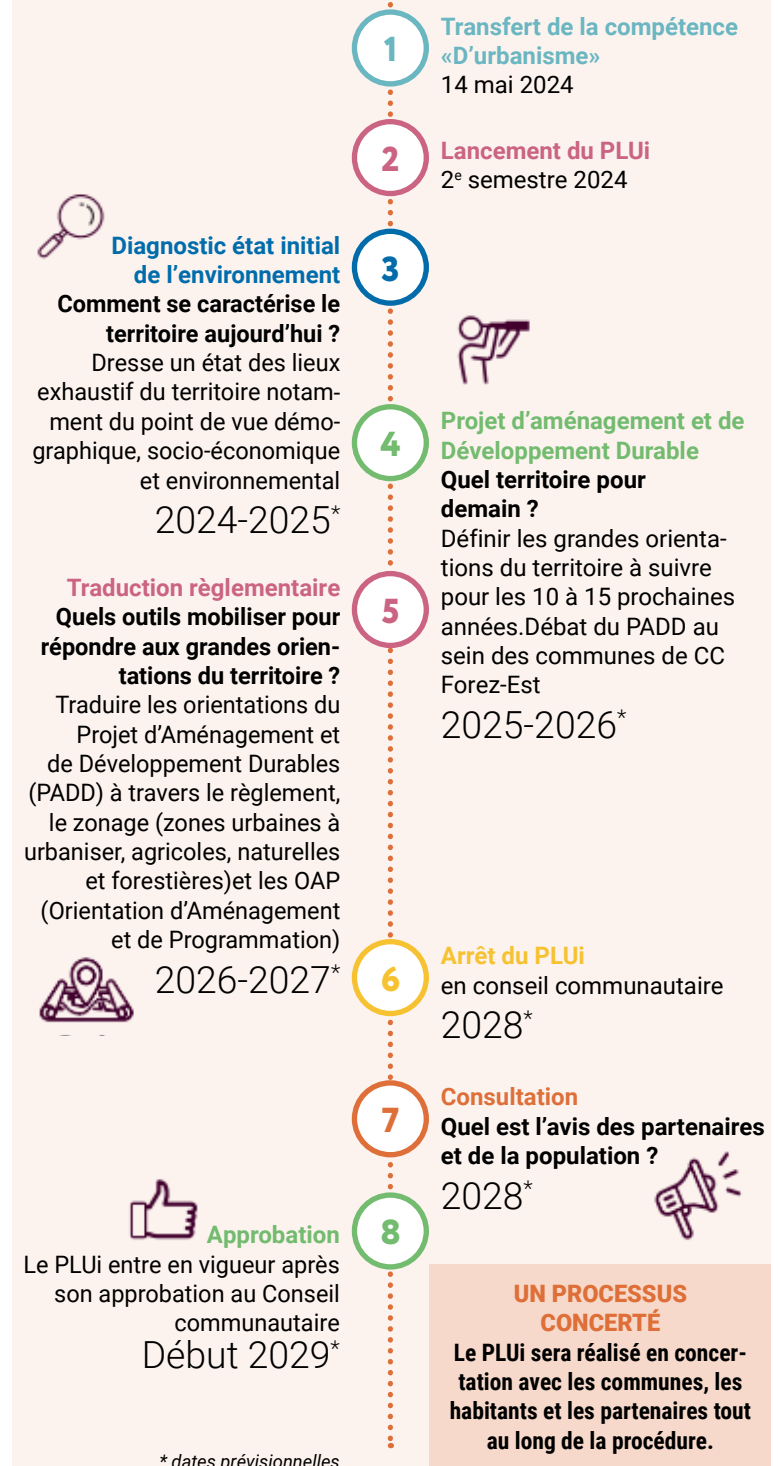 1
Transfert de la compétence
«D'urbanisme»
14 mai 2024
2
Lancement du PLUi
2e semestre 2024
3
Diagnostic état initial
de l'environnement
Comment se caractérise le
territoire aujourd'hui ?
Dresse un état des lieux
exhaustif du territoire notam-
ment du point de vue démo-
graphique, socio-économique
et environnemental
2024-2025*
4
Projet d'aménagement et de
Développement Durable
Quel territoire pour
demain ?
Définir les grandes orienta-
tions du territoire à suivre
pour les 10 à 15 prochaines
années.Débat du PADD au
sein des communes de CC
Forez-Est
2025-2026*
5
Traduction règlementaire
Quels outils mobiliser pour
répondre aux grandes orien-
tations du territoire ?
Traduire les orientations du
Projet d'Aménagement et
de Développement Durables
(PADD) à travers le règlement,
le zonage (zones urbaines à
urbaniser, agricoles, naturelles
et forestières)et les OAP
(Orientation d'Aménagement
et de Programmation)
2026-2027*
6
Arrêt du PLUi
en conseil communautaire
2028*
7
Consultation
Quel est l'avis des partenaires
et de la population ?
2028*
8
Approbation
Le PLUi entre en vigueur après
son approbation au Conseil
communautaire
Début 2029*
UN PROCESSUS
CONCERTÉ
Le PLUi sera réalisé en concer-
tation avec les communes, les
habitants et les partenaires tout
au long de la procédure.
* dates prévisionnelles